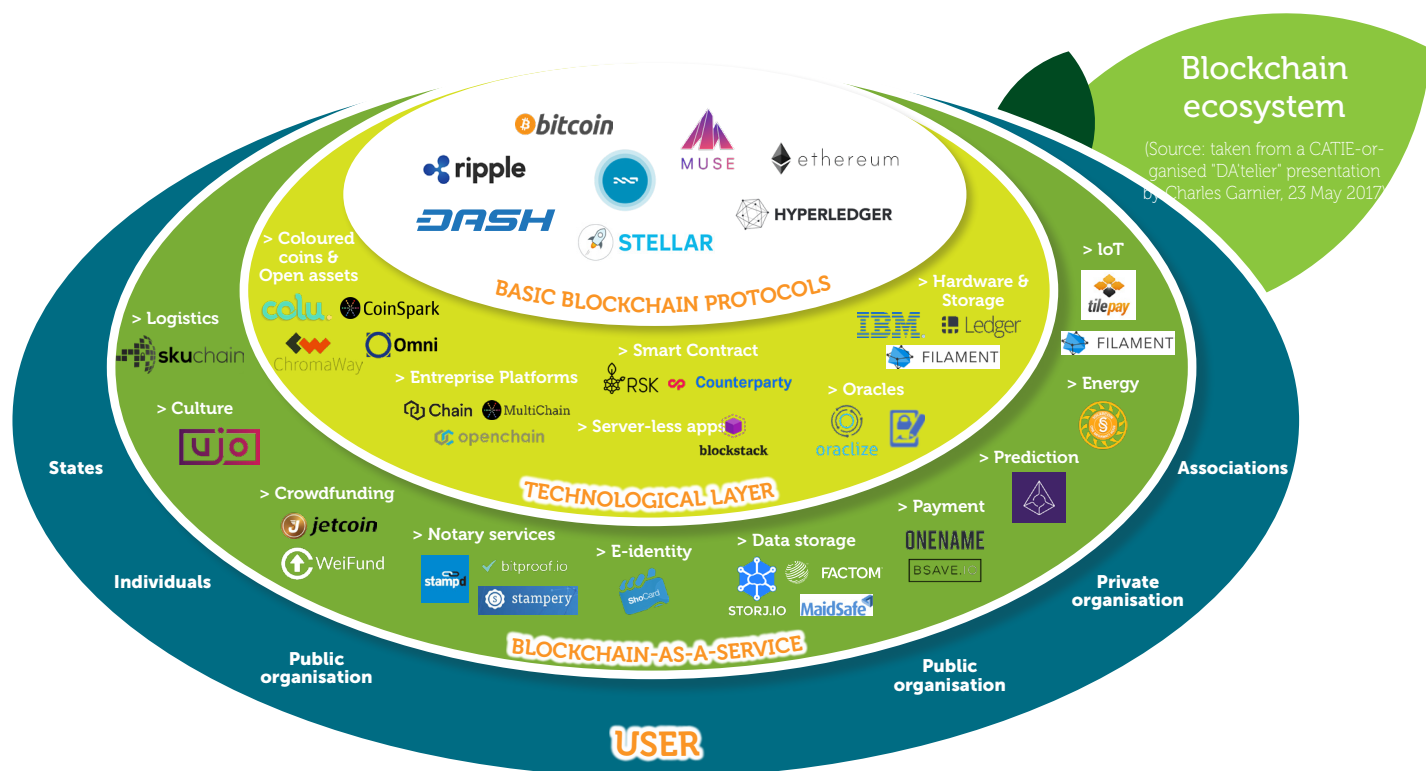 Blockchain
ecosystem
(Source: taken from a CATIE-or-
ganised "DA'telier" presentation
by Charles Garnier, 23 May 2017)
bitcoin
MUSE
ethereum
ripple
DASH
HYPERLEDGER
STELLAR
BASIC BLOCKCHAIN PROTOCOLS
> Coloured
coins &
Open assets
colu.
CoinSpark
ChromaWay
Omni
> Hardware &
Storage
IBM
Ledger
FILAMENT
> Smart Contract
RSK
Counterparty
> Entreprise Platforms
Chain
MultiChain
openchain
> Server-less apps
blockstack
> Oracles
oraclize
TECHNOLOGICAL LAYER
> Logistics
skuchain
> Culture
ujo
> Crowdfunding
jetcoin
WeiFund
> Notary services
stampd
bitproof.io
stampery
> E-identity
ShoCard
> Data storage
STORJ.IO
FACTOM
MaidSafe
> Payment
ONENAME
BSAVE.IO
> Prediction
> Energy
> IoT
tilepay
FILAMENT
BLOCKCHAIN-AS-A-SERVICE
States
Individuals
Public
organisation
Public
organisation
Private
organisation
Associations
USER